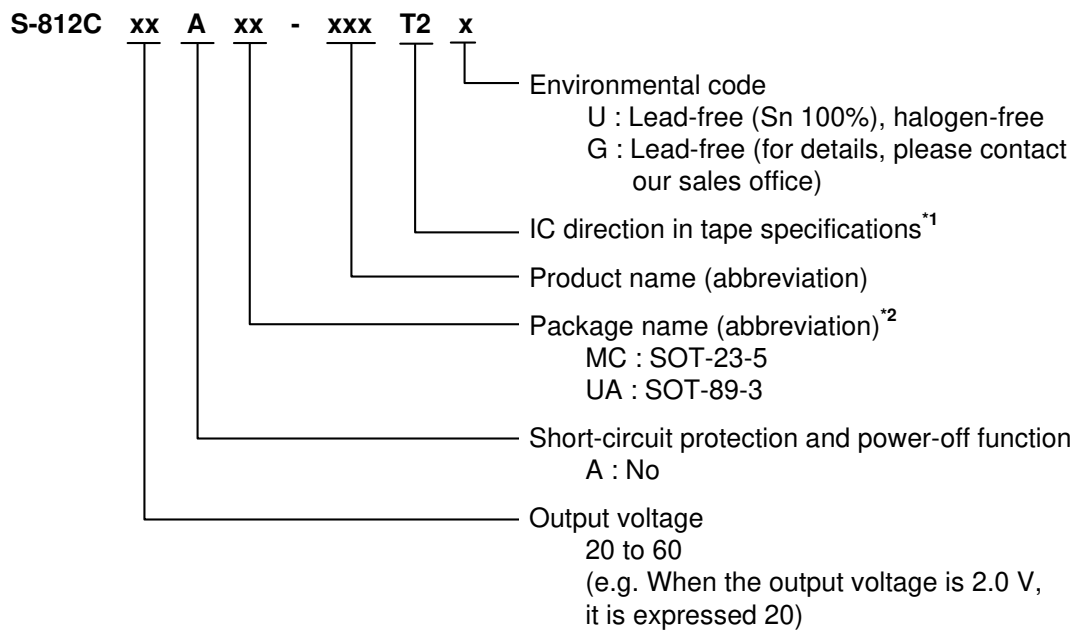 S-812C xx A xx - xxx T2 x
Environmental code
U : Lead-free (Sn 100%), halogen-free
G : Lead-free (for details, please contact
our sales office)
IC direction in tape specifications*1
Product name (abbreviation)
Package name (abbreviation)*2
MC : SOT-23-5
UA : SOT-89-3
Short-circuit protection and power-off function
A : No
Output voltage
20 to 60
(e.g. When the output voltage is 2.0 V,
it is expressed 20)